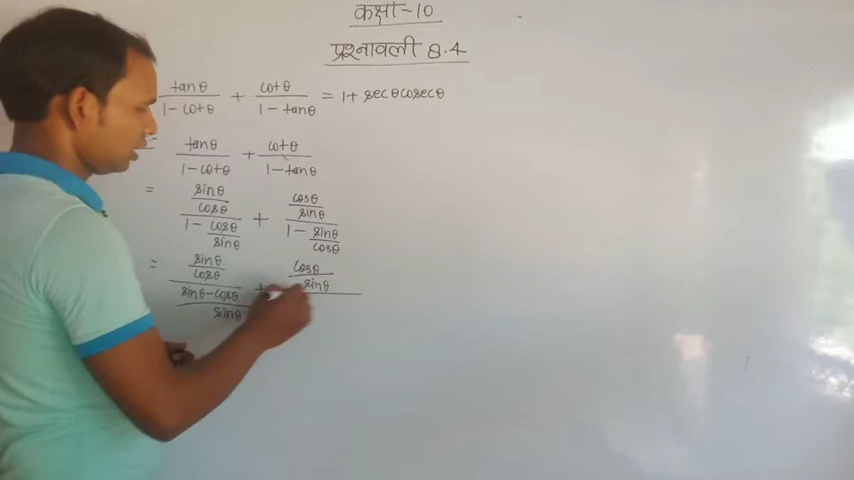 कक्षा-10
प्रश्नावली 8.4
tanθ/(1-cotθ) + cotθ/(1-tanθ) = 1+ secθcosecθ
= tanθ/(1-cotθ) + cotθ/(1-tanθ)
= (sinθ/cosθ)/(1-cosθ/sinθ) + (cosθ/sinθ)/(1-sinθ/cosθ)
= (sinθ/cosθ)/((sinθ-cosθ)/sinθ) + (cosθ/sinθ)/